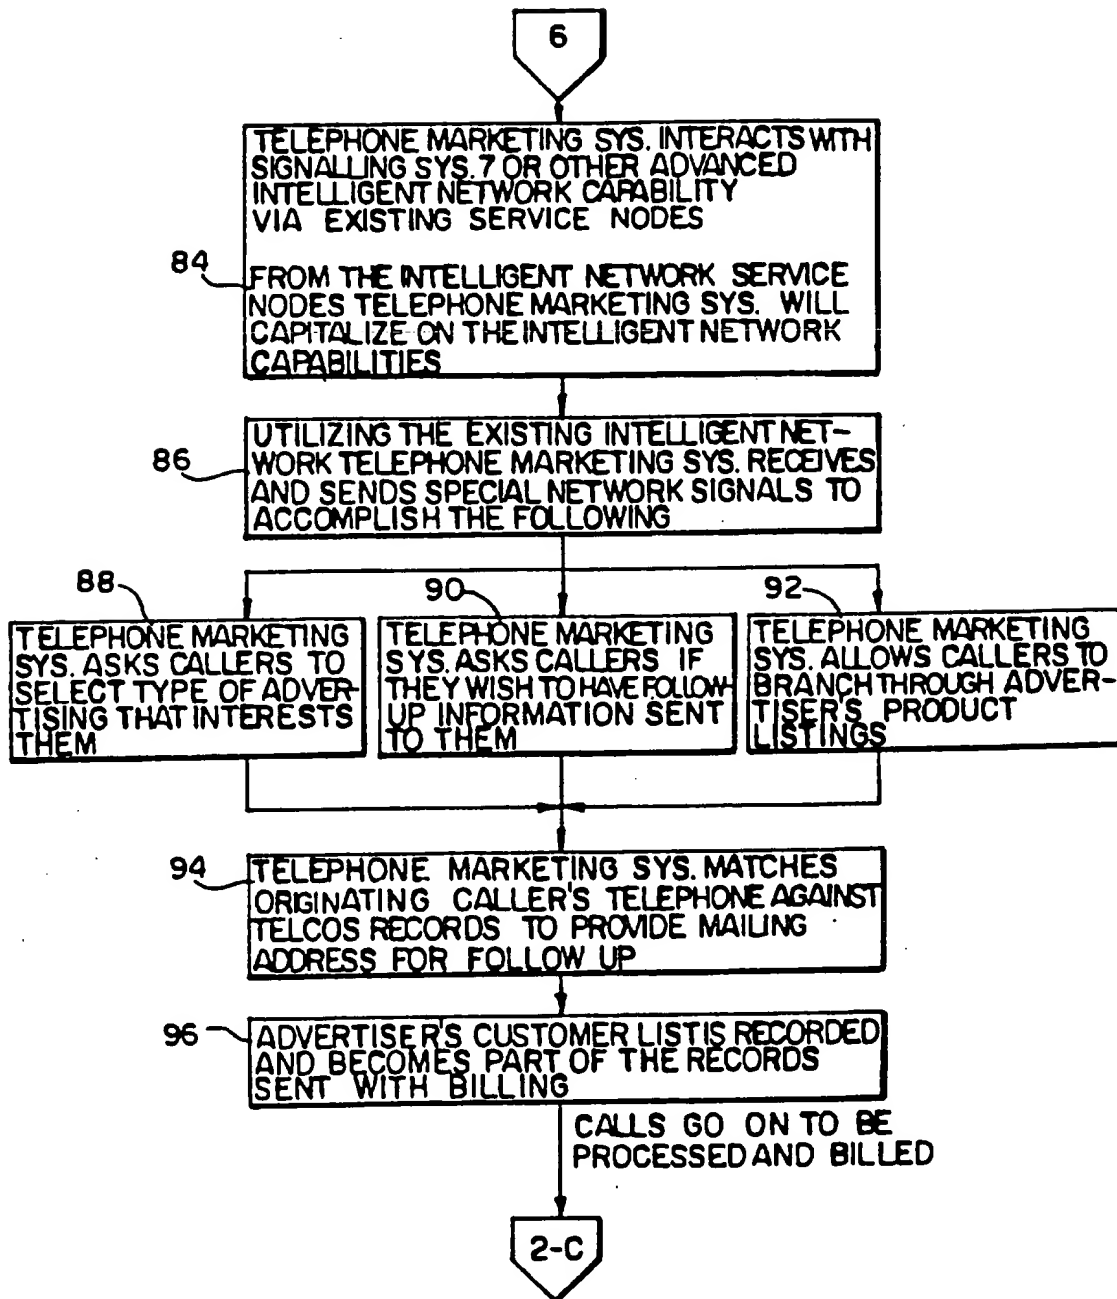 6
TELEPHONE MARKETING SYS. INTERACTS WITH
SIGNALLING SYS. 7 OR OTHER ADVANCED
INTELLIGENT NETWORK CAPABILITY
VIA EXISTING SERVICE NODES
84
FROM THE INTELLIGENT NETWORK SERVICE
NODES TELEPHONE MARKETING SYS. WILL
CAPITALIZE ON THE INTELLIGENT NETWORK
CAPABILITIES
86
UTILIZING THE EXISTING INTELLIGENT NET-
WORK TELEPHONE MARKETING SYS. RECEIVES
AND SENDS SPECIAL NETWORK SIGNALS TO
ACCOMPLISH THE FOLLOWING
88
TELEPHONE MARKETING
SYS. ASKS CALLERS TO
SELECT TYPE OF ADVER-
TISING THAT INTERESTS
THEM
90
TELEPHONE MARKETING
SYS. ASKS CALLERS IF
THEY WISH TO HAVE FOLLOW-
UP INFORMATION SENT
TO THEM
92
TELEPHONE MARKETING
SYS. ALLOWS CALLERS TO
BRANCH THROUGH ADVER-
TISER'S PRODUCT
LISTINGS
94
TELEPHONE MARKETING SYS. MATCHES
ORIGINATING CALLER'S TELEPHONE AGAINST
TELCOS RECORDS TO PROVIDE MAILING
ADDRESS FOR FOLLOW UP
96
ADVERTISER'S CUSTOMER LIST IS RECORDED
AND BECOMES PART OF THE RECORDS
SENT WITH BILLING
CALLS GO ON TO BE
PROCESSED AND BILLED
2-C